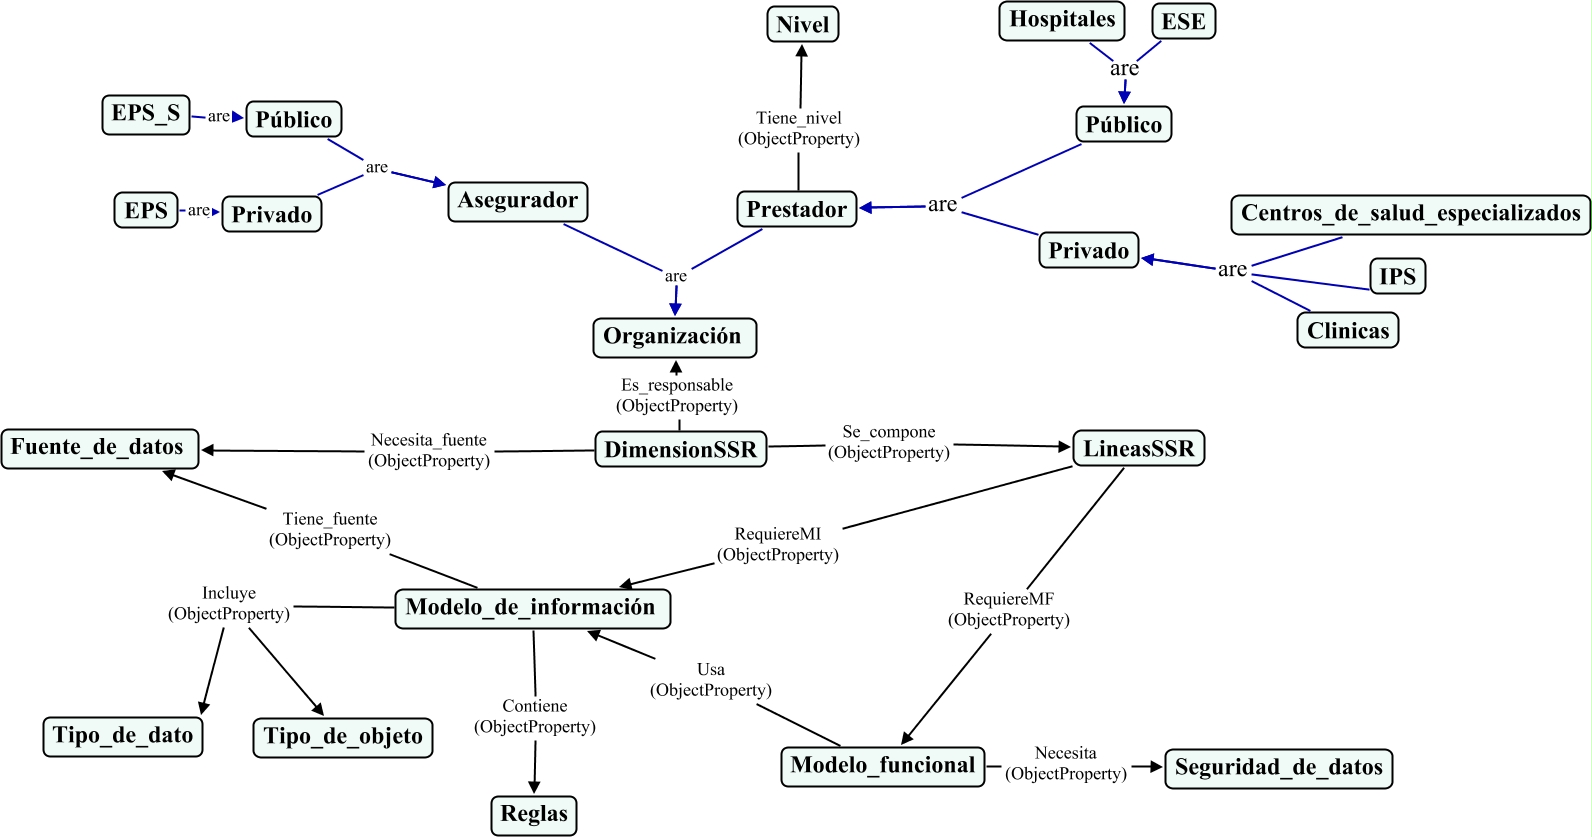 Nivel
Hospitales
ESE
are
EPS_S
are
Público
Tiene_nivel
(ObjectProperty)
Público
are
EPS
are
Privado
Asegurador
Prestador
are
Centros_de_salud_especializados
Privado
are
IPS
Clinicas
are
Organización
Es_responsable
(ObjectProperty)
Fuente_de_datos
Necesita_fuente
(ObjectProperty)
DimensionSSR
Se_compone
(ObjectProperty)
LineasSSR
Tiene_fuente
(ObjectProperty)
RequiereMI
(ObjectProperty)
Incluye
(ObjectProperty)
Modelo_de_información
RequiereMF
(ObjectProperty)
Usa
(ObjectProperty)
Contiene
(ObjectProperty)
Tipo_de_dato
Tipo_de_objeto
Modelo_funcional
Necesita
(ObjectProperty)
Seguridad_de_datos
Reglas